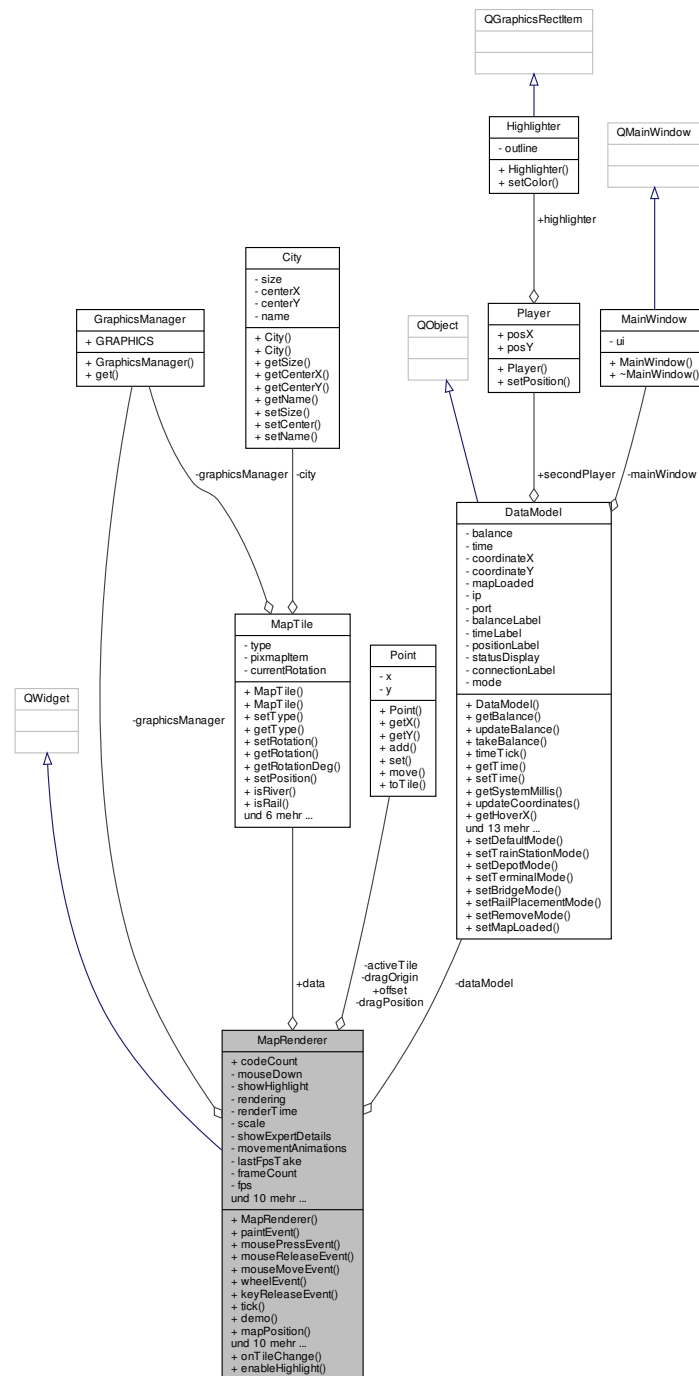 QGraphicsRectItem
Highlighter
- outline
+ Highlighter()
+ setColor()
QMainWindow
+highlighter
City
- size
- centerX
- centerY
- name
+ City()
+ City()
+ getSize()
+ getCenterX()
+ getCenterY()
+ getName()
+ setSize()
+ setCenter()
+ setName()
GraphicsManager
+ GRAPHICS
+ GraphicsManager()
+ get()
QObject
Player
+ posX
+ posY
+ Player()
+ setPosition()
MainWindow
- ui
+ MainWindow()
+ ~MainWindow()
-graphicsManager
-city
+secondPlayer
-mainWindow
DataModel
- balance
- time
- coordinateX
- coordinateY
- mapLoaded
- ip
- port
- balanceLabel
- timeLabel
- positionLabel
- statusDisplay
- connectionLabel
- mode
+ DataModel()
+ getBalance()
+ updateBalance()
+ takeBalance()
+ timeTick()
+ getTime()
+ setTime()
+ getSystemMillis()
+ updateCoordinates()
+ getHoverX()
und 13 mehr ...
+ setDefaultMode()
+ setTrainStationMode()
+ setDepotMode()
+ setTerminalMode()
+ setBridgeMode()
+ setRailPlacementMode()
+ setRemoveMode()
+ setMapLoaded()
MapTile
- type
- pixmapItem
- currentRotation
+ MapTile()
+ MapTile()
+ setType()
+ getType()
+ setRotation()
+ getRotation()
+ getRotationDeg()
+ setPosition()
+ isRiver()
+ isRail()
und 6 mehr ...
Point
- x
- y
+ Point()
+ getX()
+ getY()
+ add()
+ set()
+ move()
+ toTile()
QWidget
-graphicsManager
+data
-activeTile
-dragOrigin
+offset
-dragPosition
-dataModel
MapRenderer
+ codeCount
- mouseDown
- showHighlight
- rendering
- renderTime
- scale
- showExpertDetails
- movementAnimations
- lastFpsTake
- frameCount
- fps
und 10 mehr ...
+ MapRenderer()
+ paintEvent()
+ mousePressEvent()
+ mouseReleaseEvent()
+ mouseMoveEvent()
+ wheelEvent()
+ keyReleaseEvent()
+ tick()
+ demo()
+ mapPosition()
und 10 mehr ...
+ onTileChange()
+ enableHighlight()